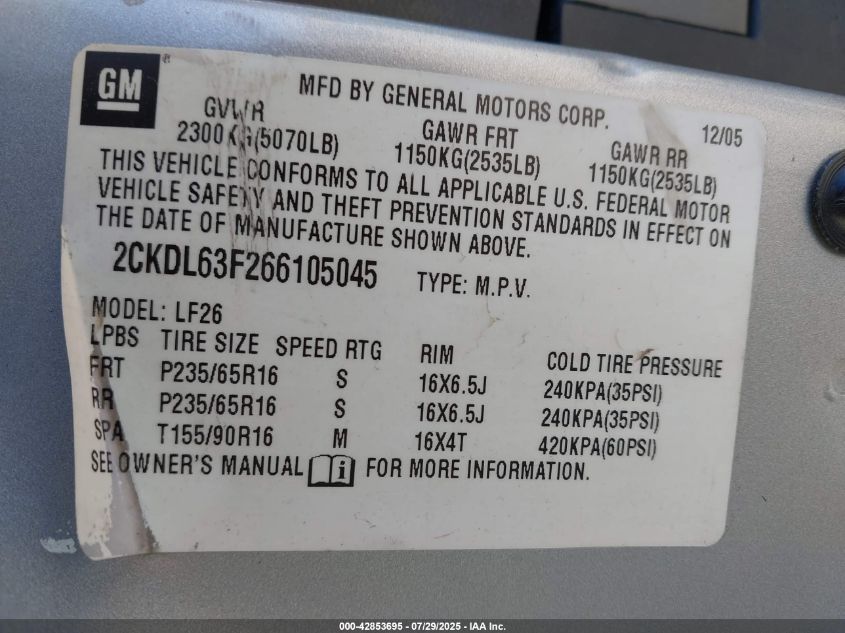 GM
MFD BY GENERAL MOTORS CORP.
12/05
GVWR
GAWR FRT
GAWR RR
2300KG(5070LB)
1150KG(2535LB)
1150KG(2535LB)
THIS VEHICLE CONFORMS TO ALL APPLICABLE U.S. FEDERAL MOTOR
VEHICLE SAFETY AND THEFT PREVENTION STANDARDS IN EFFECT ON
THE DATE OF MANUFACTURE SHOWN ABOVE.
2CKDL63F266105045 TYPE: M.P.V.
MODEL: LF26
LPBS TIRE SIZE SPEED RTG RIM COLD TIRE PRESSURE
FRT P235/65R16 S 16X6.5J 240KPA(35PSI)
RR P235/65R16 S 16X6.5J 240KPA(35PSI)
SPA T155/90R16 M 16X4T 420KPA(60PSI)
SEE OWNER'S MANUAL i FOR MORE INFORMATION.
000-42853695 - 07/29/2025 - IAA Inc.